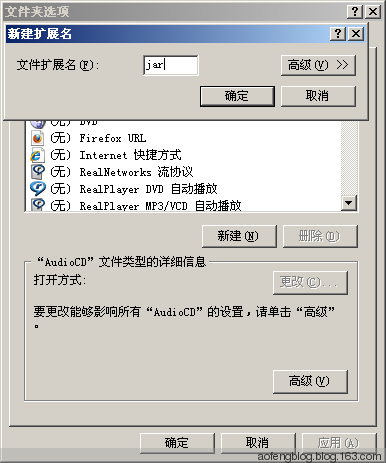 文件夹选项
新建扩展名
文件扩展名(F): jar 高级(V) >>
确定 取消
(无) DVD
(无) Firefox URL
(无) Internet 快捷方式
(无) RealNetworks 流协议
(无) RealPlayer DVD 自动播放
(无) RealPlayer MP3/VCD 自动播放
新建(N) 删除(D)
“AudioCD”文件类型的详细信息
打开方式: 更改(C)...
要更改能够影响所有“AudioCD”的设置，请单击“高级”
。
高级(V)
确定 取消 应用(A)
aofengblog.blog.163.com